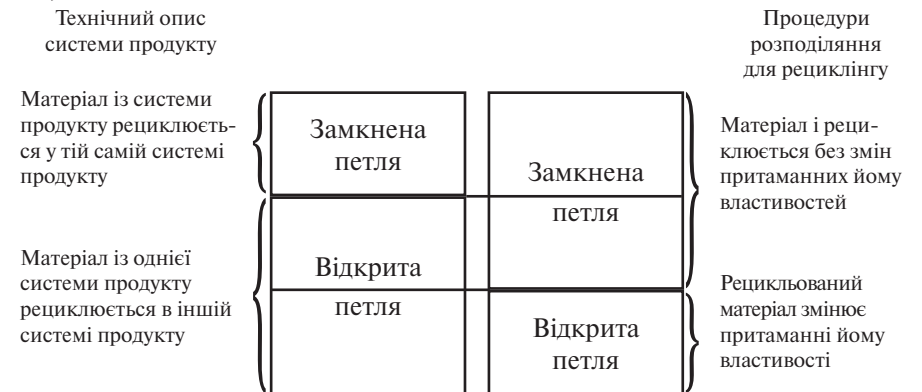 Технічний опис
системи продукту
Процедури
розподіляння
для рециклінгу
Матеріал із системи
продукту рециклюєть-
ся у тій самій системі
продукту
Замкнена
петля
Замкнена
петля
Матеріал і реци-
клюється без змін
притаманних йому
властивостей
Матеріал із однієї
системи продукту
рециклюється в іншій
системі продукту
Відкрита
петля
Відкрита
петля
Рецикльований
матеріал змінює
притаманні йому
властивості